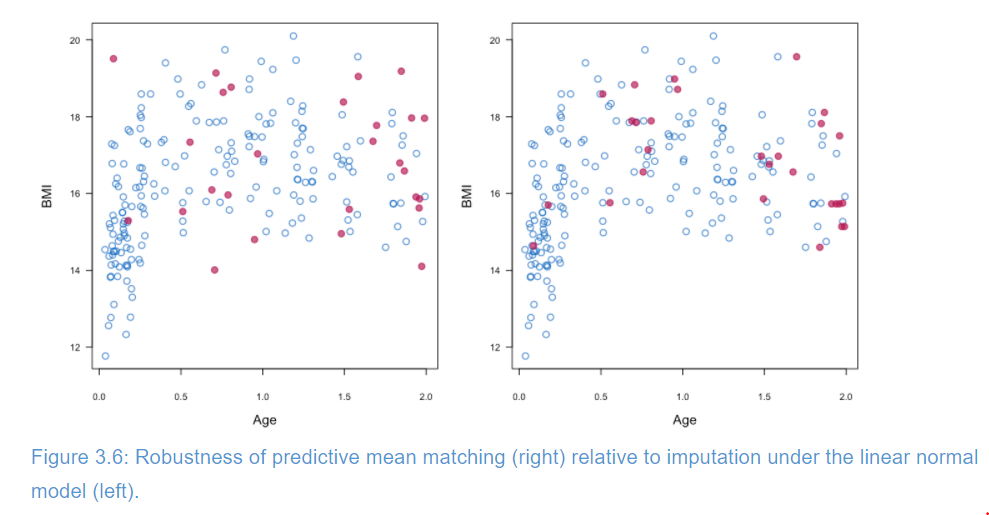 20
18
16
14
12
BMI
0.0 0.5 1.0 1.5 2.0
Age
20
18
16
14
12
BMI
0.0 0.5 1.0 1.5 2.0
Age
Figure 3.6: Robustness of predictive mean matching (right) relative to imputation under the linear normal
model (left).